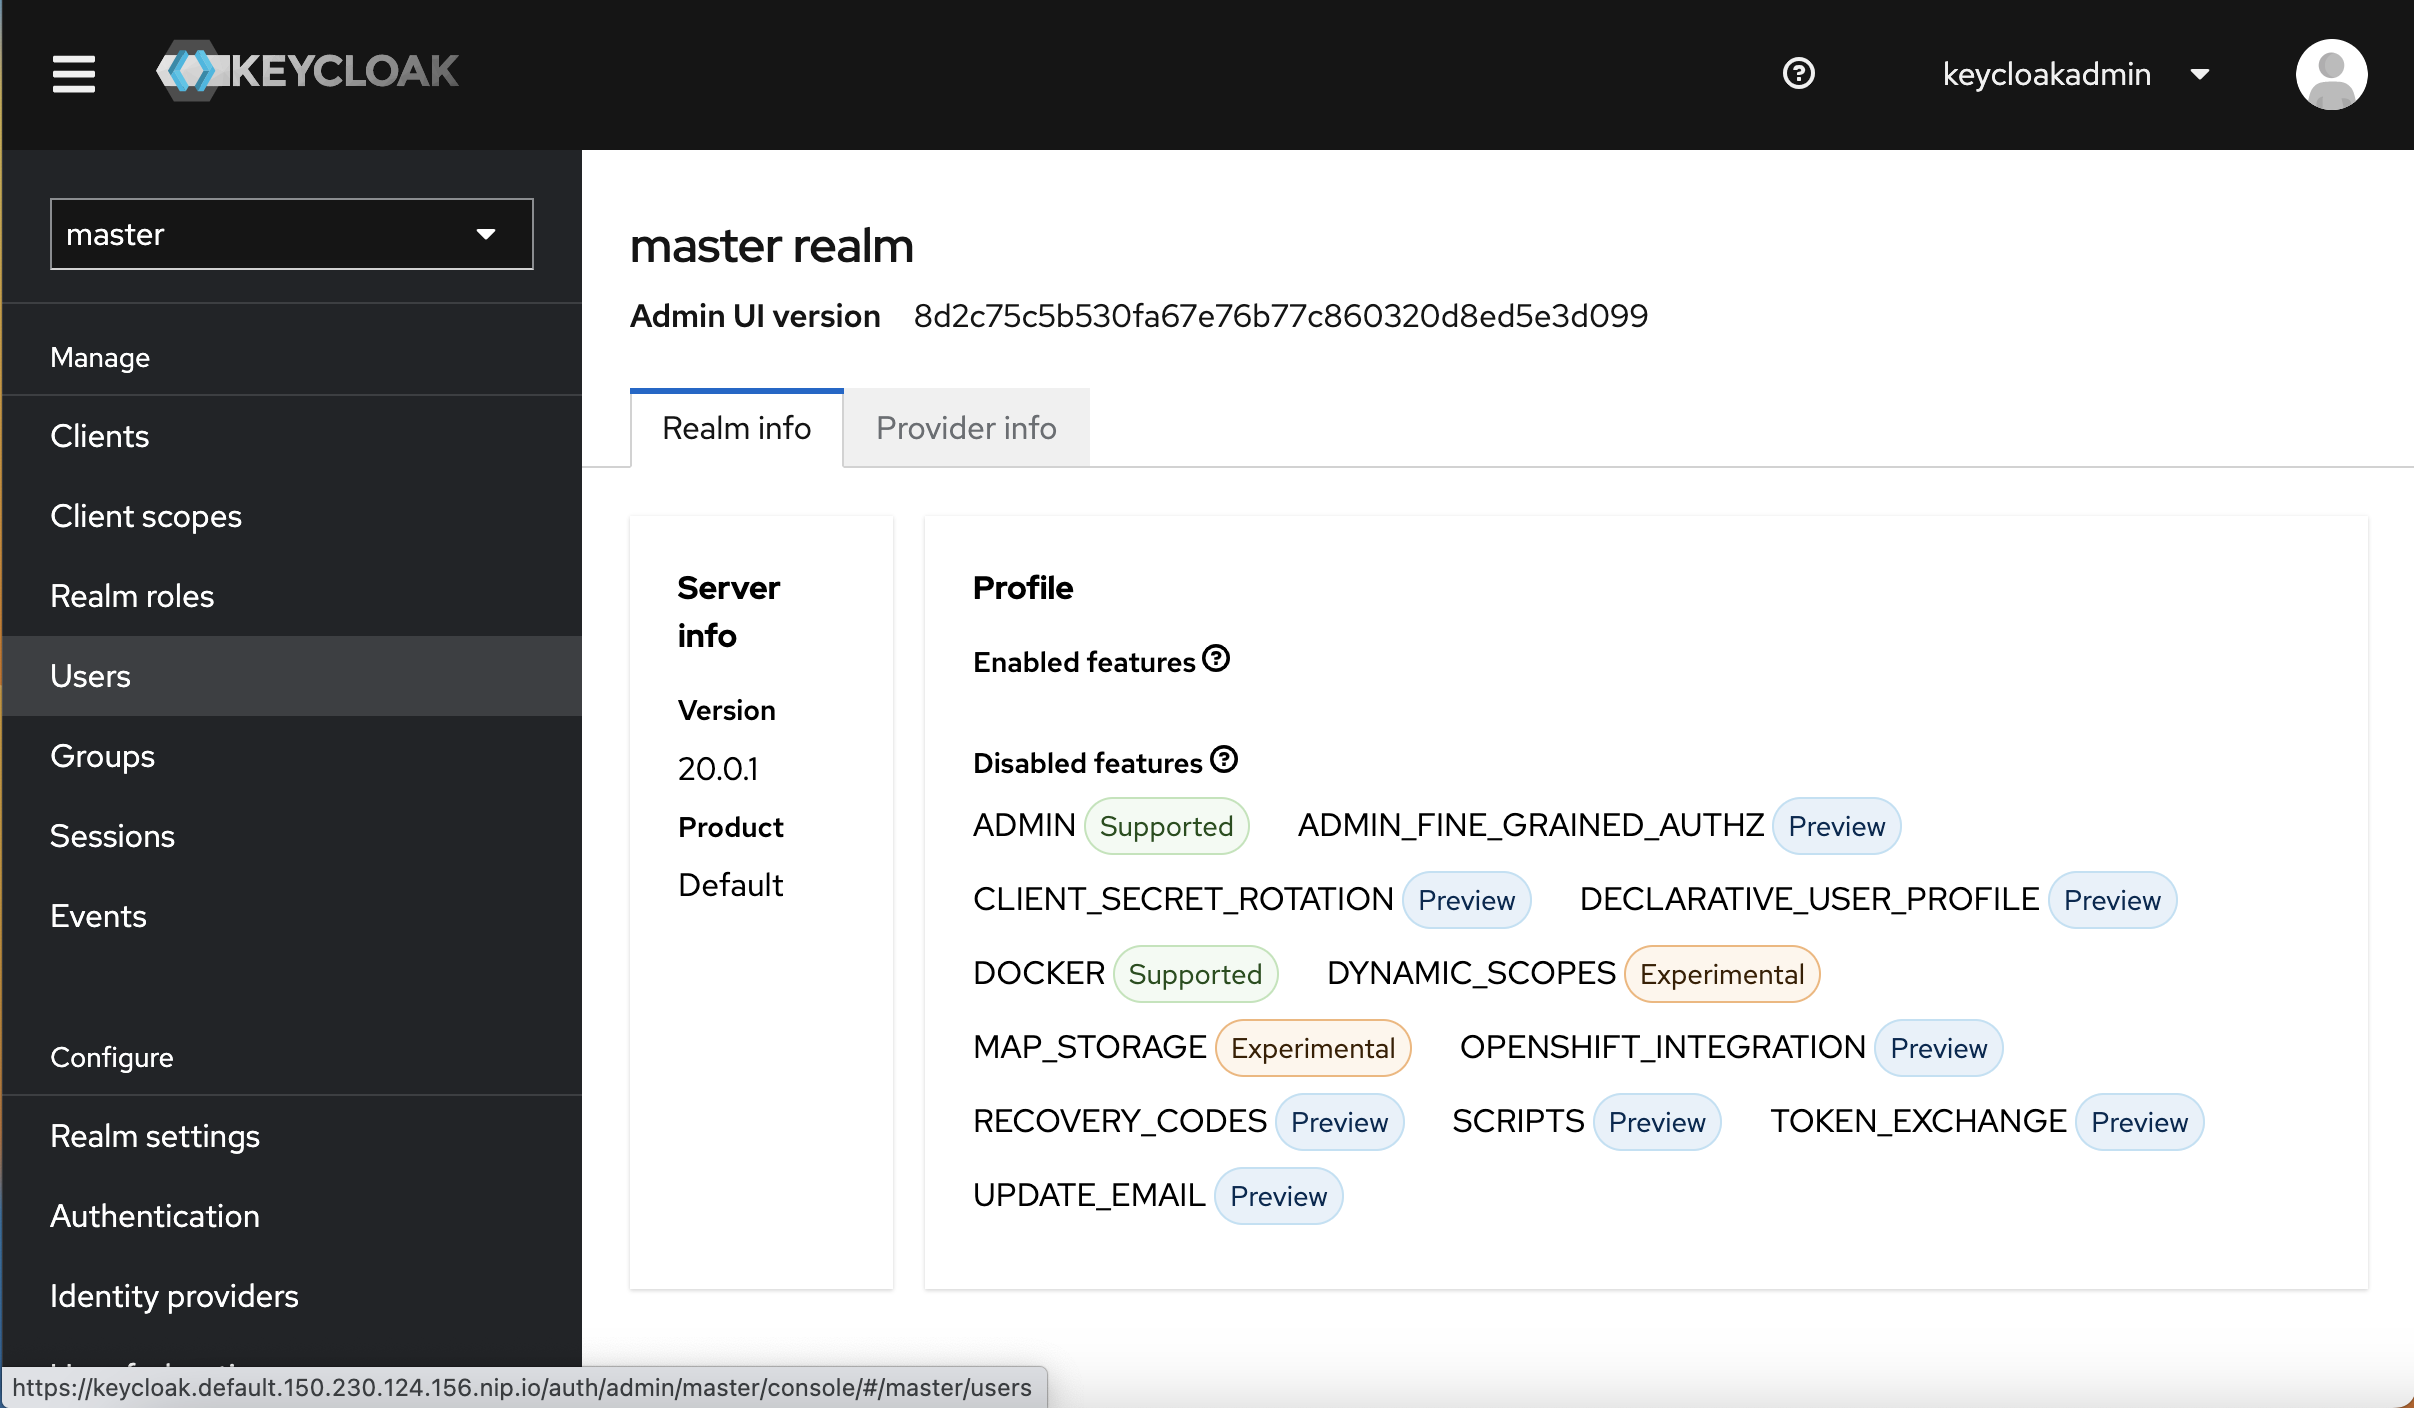 KEYCLOAK
keycloakadmin
master
Manage
Clients
Client scopes
Realm roles
Users
Groups
Sessions
Events
Configure
Realm settings
Authentication
Identity providers
master realm
Admin UI version 8d2c75c5b530fa67e76b77c860320d8ed5e3d099
Realm info Provider info
Server
info
Version
20.0.1
Product
Default
Profile
Enabled features
Disabled features
ADMIN Supported ADMIN_FINE_GRAINED_AUTHZ Preview
CLIENT_SECRET_ROTATION Preview DECLARATIVE_USER_PROFILE Preview
DOCKER Supported DYNAMIC_SCOPES Experimental
MAP_STORAGE Experimental OPENSHIFT_INTEGRATION Preview
RECOVERY_CODES Preview SCRIPTS Preview TOKEN_EXCHANGE Preview
UPDATE_EMAIL Preview
https://keycloak.default.150.230.124.156.nip.io/auth/admin/master/console/#/master/users